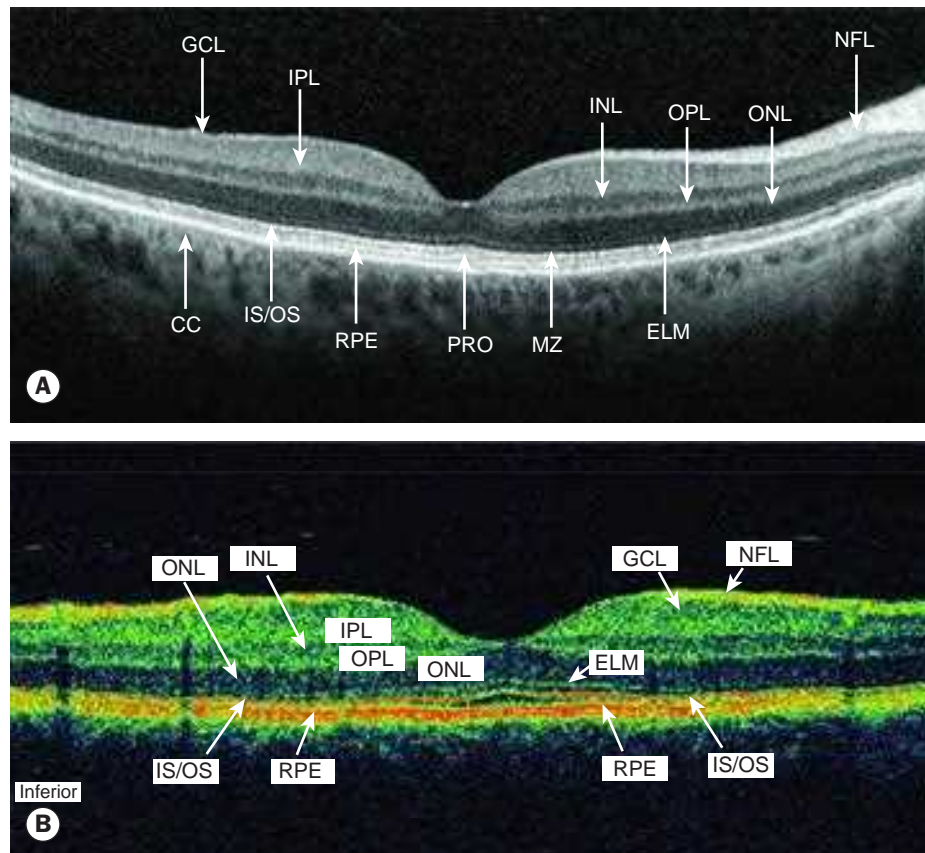 GCL
NFL
IPL
INL
OPL
ONL
CC
IS/OS
RPE
PRO
MZ
ELM
A
ONL
INL
GCL
NFL
IPL
OPL
ONL
ELM
IS/OS
RPE
RPE
IS/OS
Inferior
B